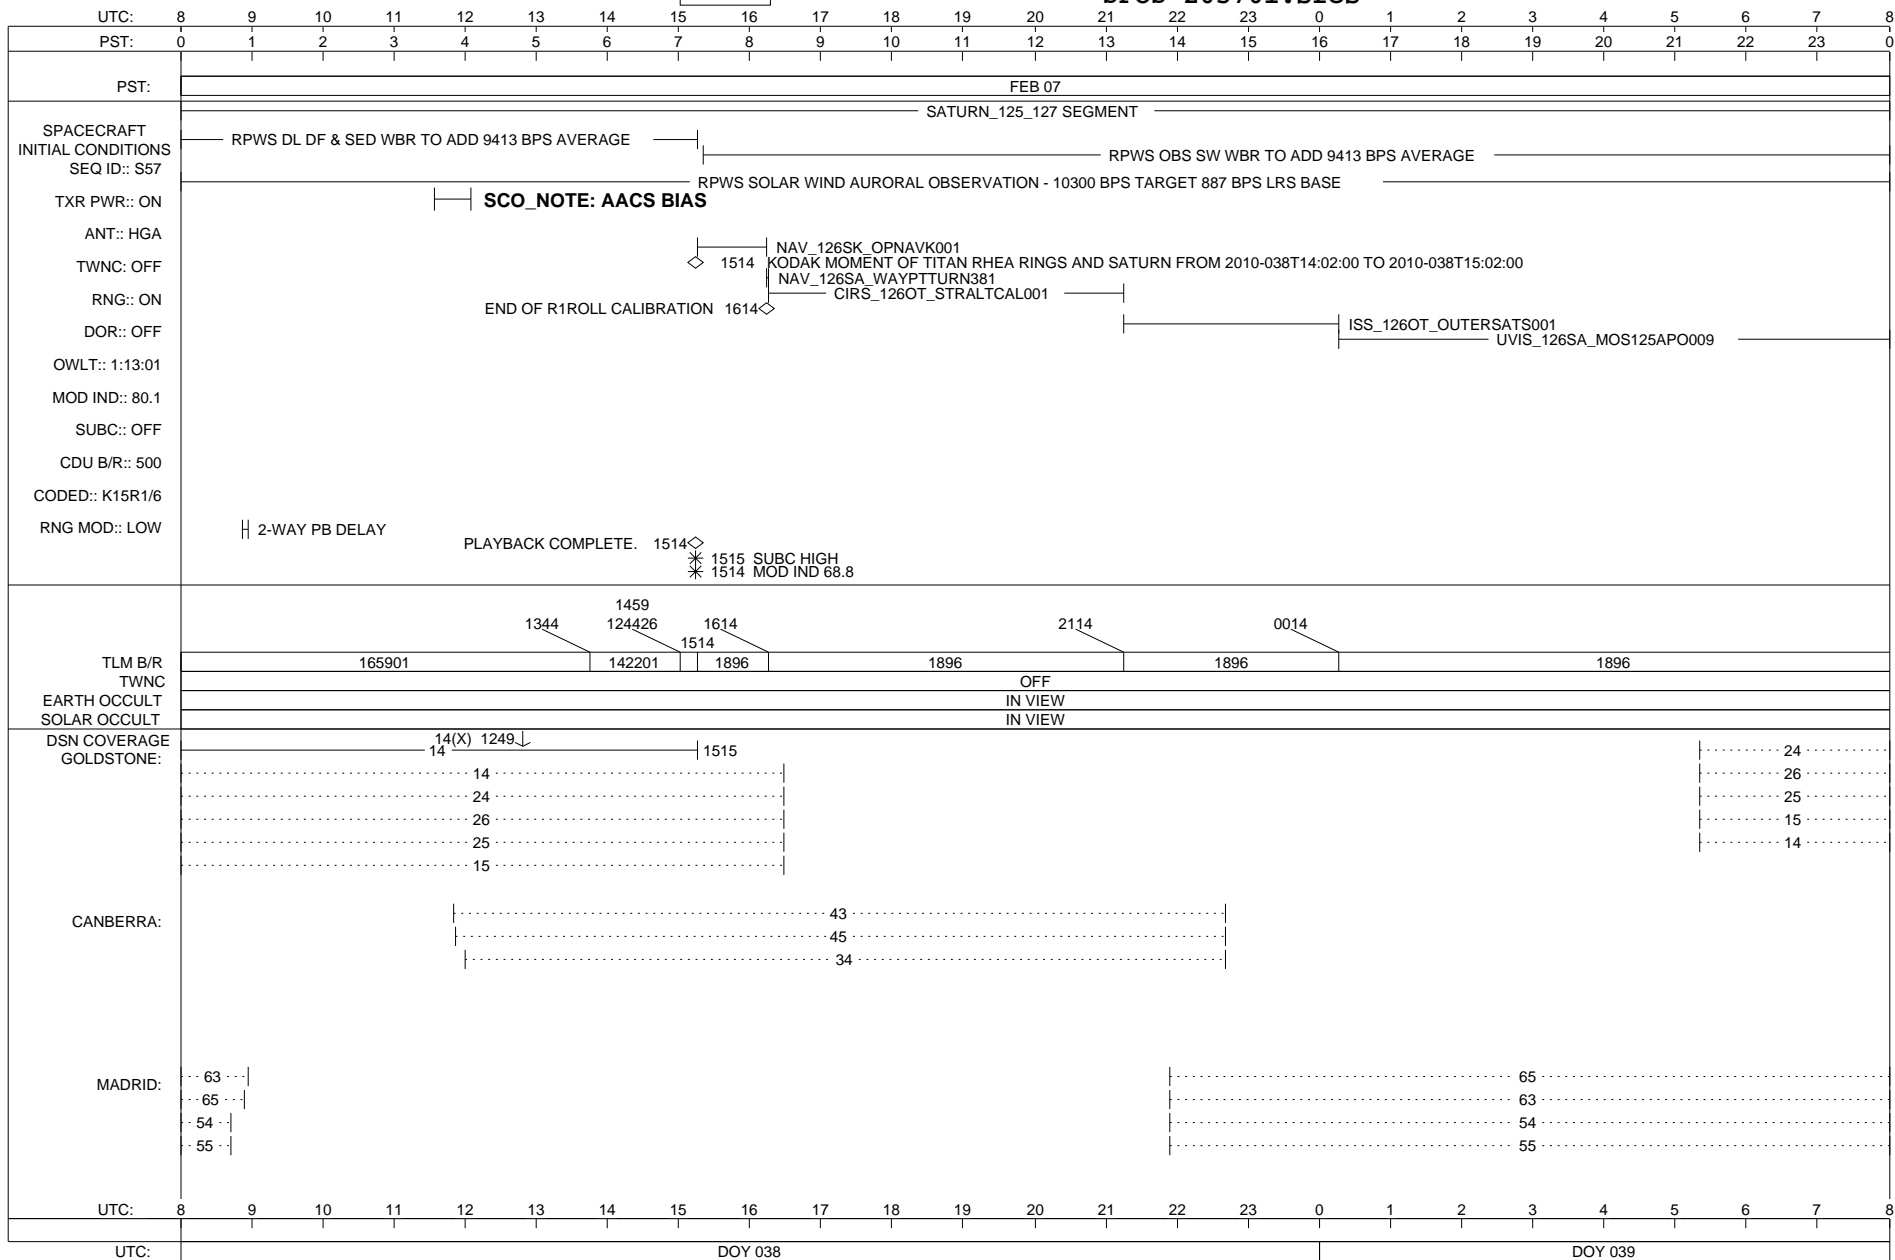 UTC: 8 9 10 11 12 13 14 15 16 17 18 19 20 21 22 23 0 1 2 3 4 5 6 7 8
PST: 0 1 2 3 4 5 6 7 8 9 10 11 12 13 14 15 16 17 18 19 20 21 22 23 0
PST: FEB 07
SATURN_125_127 SEGMENT
SPACECRAFT
INITIAL CONDITIONS
RPWS DL DF & SED WBR TO ADD 9413 BPS AVERAGE
RPWS OBS SW WBR TO ADD 9413 BPS AVERAGE
SEQ ID:: S57
RPWS SOLAR WIND AURORAL OBSERVATION - 10300 BPS TARGET 887 BPS LRS BASE
TXR PWR:: ON
SCO_NOTE: AACS BIAS
ANT:: HGA
NAV_126SK_OPNAVK001
TWNC: OFF
1514 KODAK MOMENT OF TITAN RHEA RINGS AND SATURN FROM 2010-038T14:02:00 TO 2010-038T15:02:00
NAV_126SA_WAYPTTURN381
RNG:: ON
CIRS_126OT_STRALTCAL001
END OF R1ROLL CALIBRATION 1614
DOR:: OFF
ISS_126OT_OUTERSATS001
UVIS_126SA_MOS125APO009
OWLT:: 1:13:01
MOD IND:: 80.1
SUBC:: OFF
CDU B/R:: 500
CODED:: K15R1/6
RNG MOD:: LOW
2-WAY PB DELAY
PLAYBACK COMPLETE. 1514
1515 SUBC HIGH
1514 MOD IND 68.8
1459
1344 124426 1614 2114 0014
1514
TLM B/R 165901 142201 1896 1896 1896 1896
TWNC OFF
EARTH OCCULT IN VIEW
SOLAR OCCULT IN VIEW
DSN COVERAGE
14(X) 1249
GOLDSTONE: 14 1515 24
14 26
24 25
26 15
25 14
15
CANBERRA: 43
45
34
MADRID: 63 65
65 63
54 54
55 55
UTC: 8 9 10 11 12 13 14 15 16 17 18 19 20 21 22 23 0 1 2 3 4 5 6 7 8
UTC: DOY 038 DOY 039